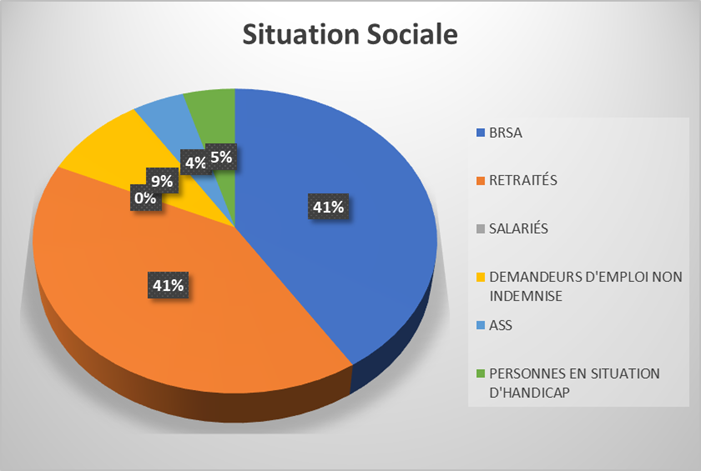 Situation Sociale
4%
5%
9%
0%
41%
41%
BRSA
RETRAITÉS
SALARIÉS
DEMANDEURS D'EMPLOI NON
INDEMNISE
ASS
PERSONNES EN SITUATION
D'HANDICAP